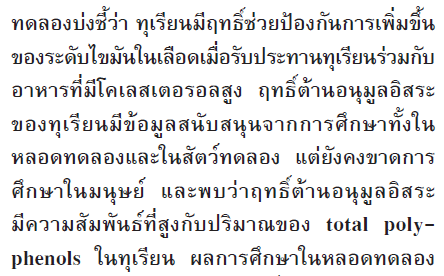 ทดลองบ่งชี้ว่า ทุเรียนมีฤทธิ์ช่วยป้องกันการเพิ่มขึ้น
ของระดับไขมันในเลือดเมื่อรับประทานทุเรียนร่วมกับ
อาหารที่มีโคเลสเตอรอลสูง ฤทธิ์ต้านอนุมูลอิสระ
ของทุเรียนมีข้อมูลสนับสนุนจากการศึกษาทั้งใน
หลอดทดลองและในสัตว์ทดลอง แต่ยังคงขาดการ
ศึกษาในมนุษย์ และพบว่าฤทธิ์ต้านอนุมูลอิสระ
มีความสัมพันธ์ที่สูงกับปริมาณของ total poly-
phenols ในทุเรียน ผลการศึกษาในหลอดทดลอง